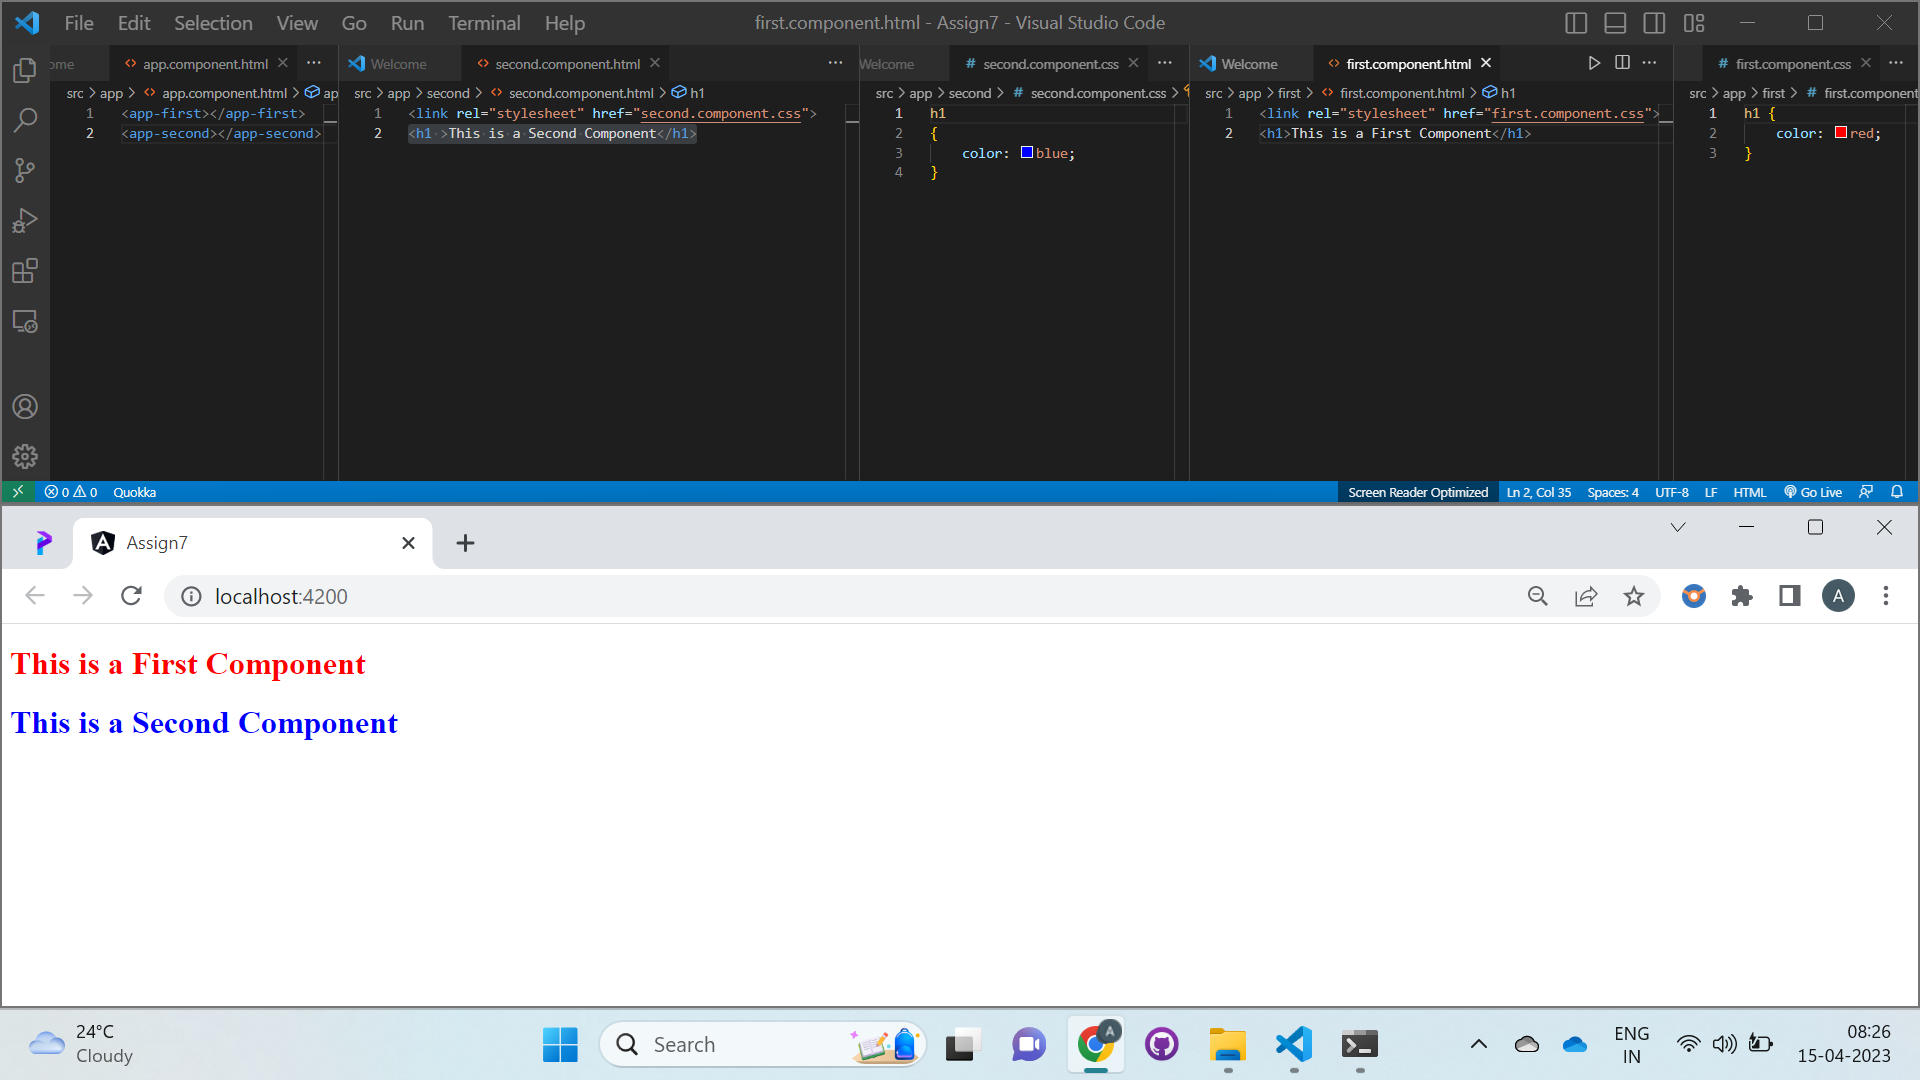 File Edit Selection View Go Run Terminal Help
first.component.html - Assign7 - Visual Studio Code
ome
app.component.html
src app app.component.html ap
1 <app-first></app-first>
2 <app-second></app-second>
Welcome
second.component.html
src app second second.component.html h1
1 <link rel="stylesheet" href="second.component.css">
2 <h1 >This is a Second Component</h1>
Welcome
# second.component.css
src app second # second.component.css
1 h1
2 {
3 color: blue;
4 }
Welcome
first.component.html
src app first first.component.html h1
1 <link rel="stylesheet" href="first.component.css">
2 <h1>This is a First Component</h1>
# first.component.css
src app first # first.component
1 h1 {
2 color: red;
3 }
0 0 Quokka
Screen Reader Optimized Ln 2, Col 35 Spaces: 4 UTF-8 LF HTML Go Live
Assign7
localhost:4200
A
This is a First Component
This is a Second Component
24°C
Cloudy
Search
A
ENG
IN
08:26
15-04-2023